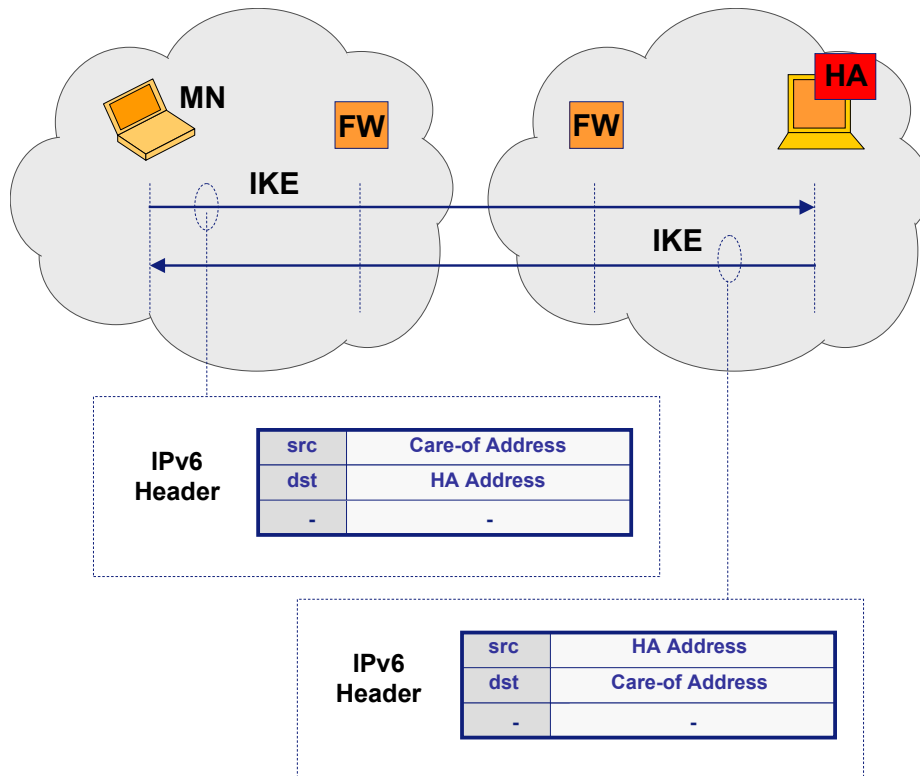 MN
FW
FW
HA
IKE
IKE
IPv6
Header
src Care-of Address
dst HA Address
- -
IPv6
Header
src HA Address
dst Care-of Address
- -